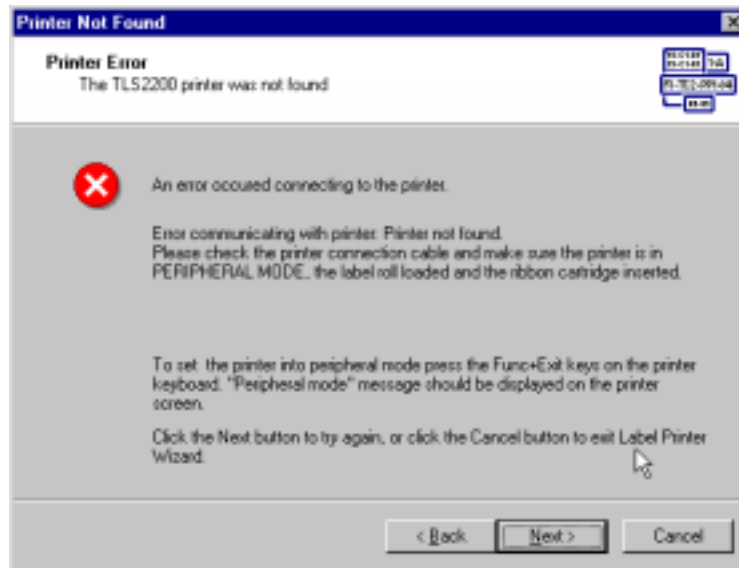 Printer Not Found
Printer Error
The TLS2200 printer was not found
An error occured connecting to the printer.
Error communicating with printer. Printer not found.
Please check the printer connection cable and make sure the printer is in
PERIPHERAL MODE, the label roll loaded and the ribbon cartridge inserted.
To set the printer into peripheral mode press the Func+Exit keys on the printer
keyboard. "Peripheral mode" message should be displayed on the printer
screen.
Click the Next button to try again, or click the Cancel button to exit Label Printer
Wizard.
< Back
Next >
Cancel